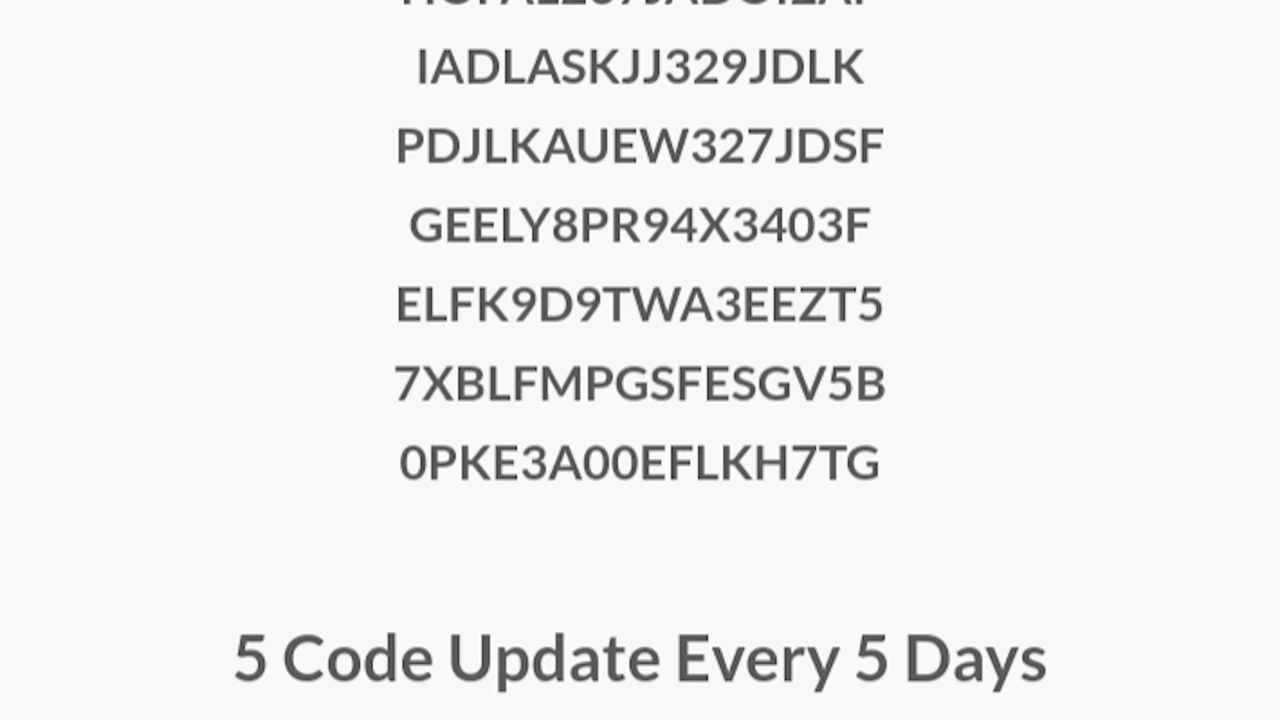 IADLASKJJ329JDLK
PDJLKAUEW327JDSF
GEELY8PR94X3403F
ELFK9D9TWA3EEZT5
7XBLFMPGSFESGV5B
0PKE3A00EFLKH7TG
5 Code Update Every 5 Days